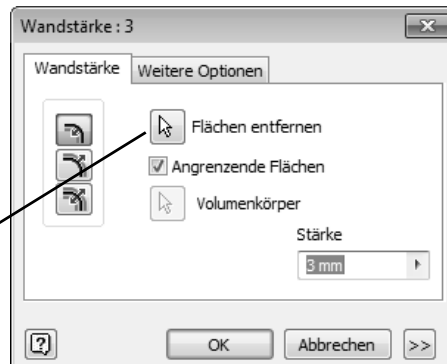 Wandstärke : 3
Wandstärke Weitere Optionen
Flächen entfernen
Angrenzende Flächen
Volumenkörper
Stärke
3 mm
? OK Abbrechen >>